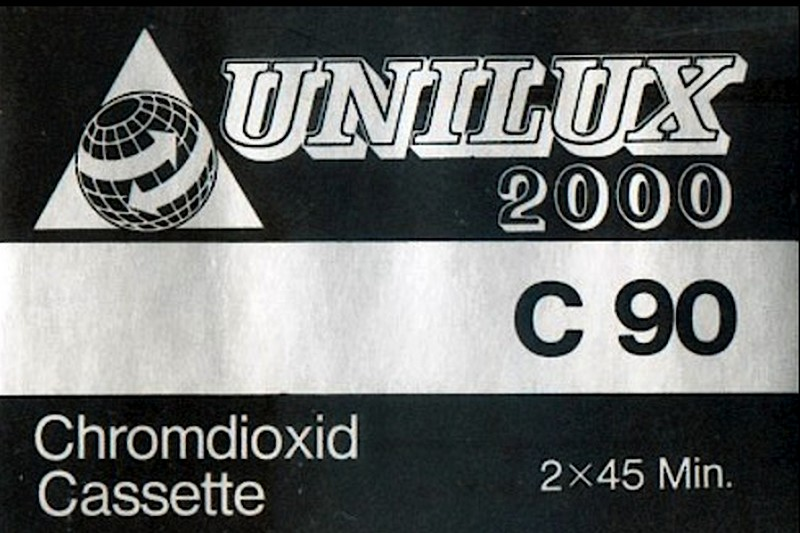 UNILUX
2000
C 90
Chromdioxid
Cassette
2×45 Min.